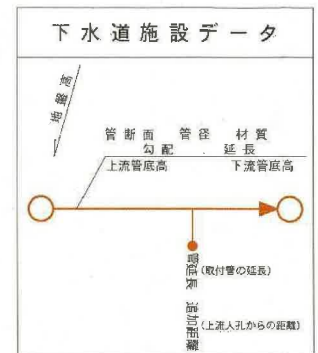 下水道施設データ
地盤高
管断面 管径 材質
勾配 延長
上流管底高 下流管底高
管延長 (取付管の延長)
追加距離 (上流人孔からの距離)